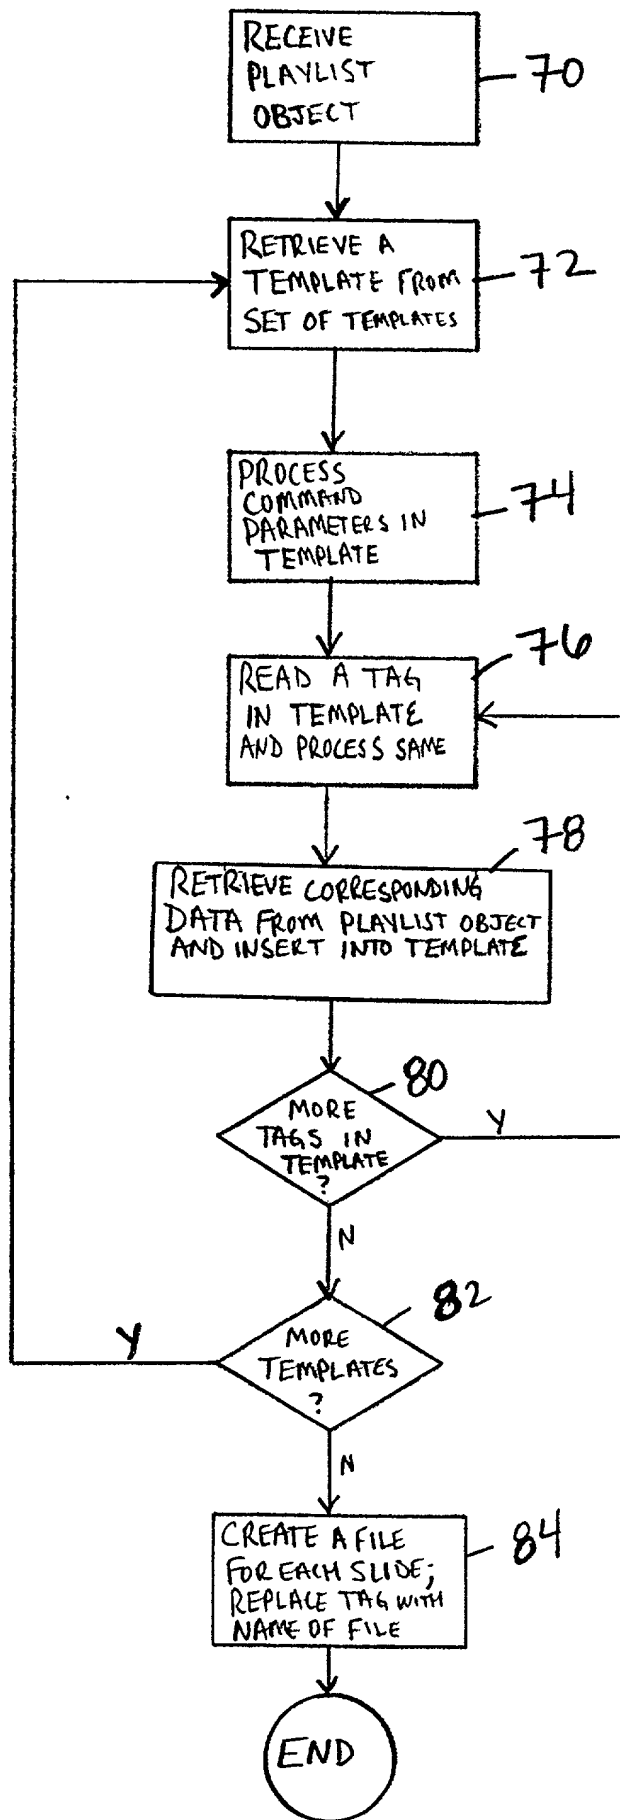 RECEIVE
PLAYLIST
OBJECT
70
RETRIEVE A
TEMPLATE FROM
SET OF TEMPLATES
72
PROCESS
COMMAND
PARAMETERS IN
TEMPLATE
74
READ A TAG
IN TEMPLATE
AND PROCESS SAME
76
RETRIEVE CORRESPONDING
DATA FROM PLAYLIST OBJECT
AND INSERT INTO TEMPLATE
78
MORE
TAGS IN
TEMPLATE
?
80
Y
N
MORE
TEMPLATES
?
82
Y
N
CREATE A FILE
FOR EACH SLIDE;
REPLACE TAG WITH
NAME OF FILE
84
END